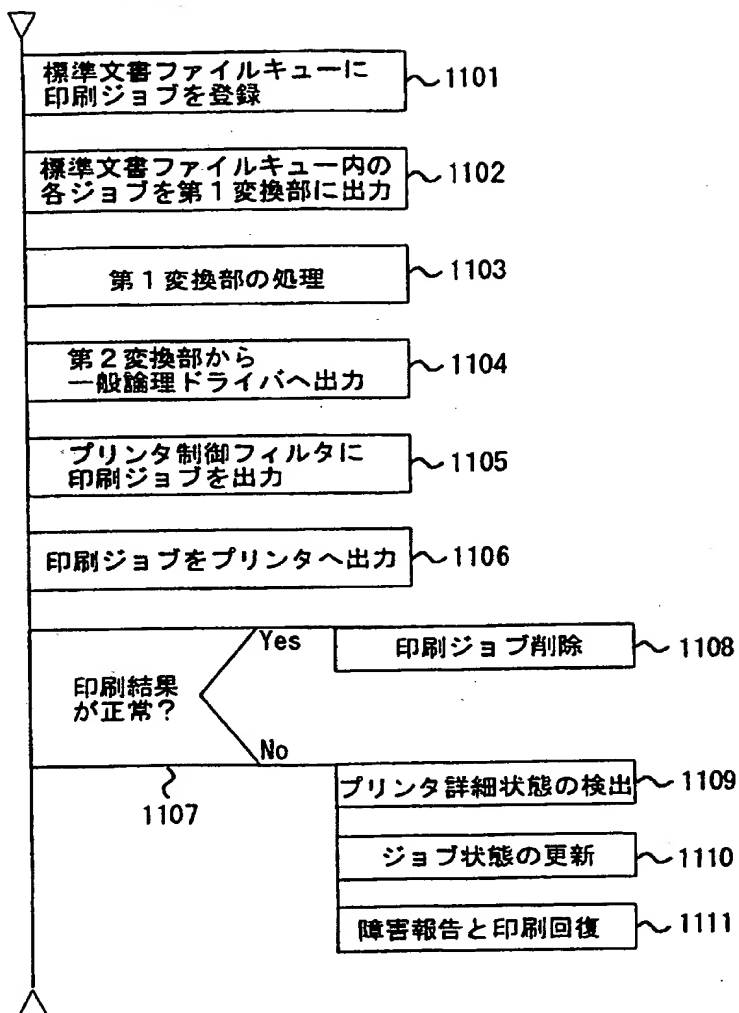 標準文書ファイルキューに
印刷ジョブを登録
1101
標準文書ファイルキュー内の
各ジョブを第1変換部に出力
1102
第1変換部の処理
1103
第2変換部から
一般論理ドライバへ出力
1104
プリンタ制御フィルタに
印刷ジョブを出力
1105
印刷ジョブをプリンタへ出力
1106
印刷結果
が正常?
1107
Yes
印刷ジョブ削除
1108
No
プリンタ詳細状態の検出
1109
ジョブ状態の更新
1110
障害報告と印刷回復
1111